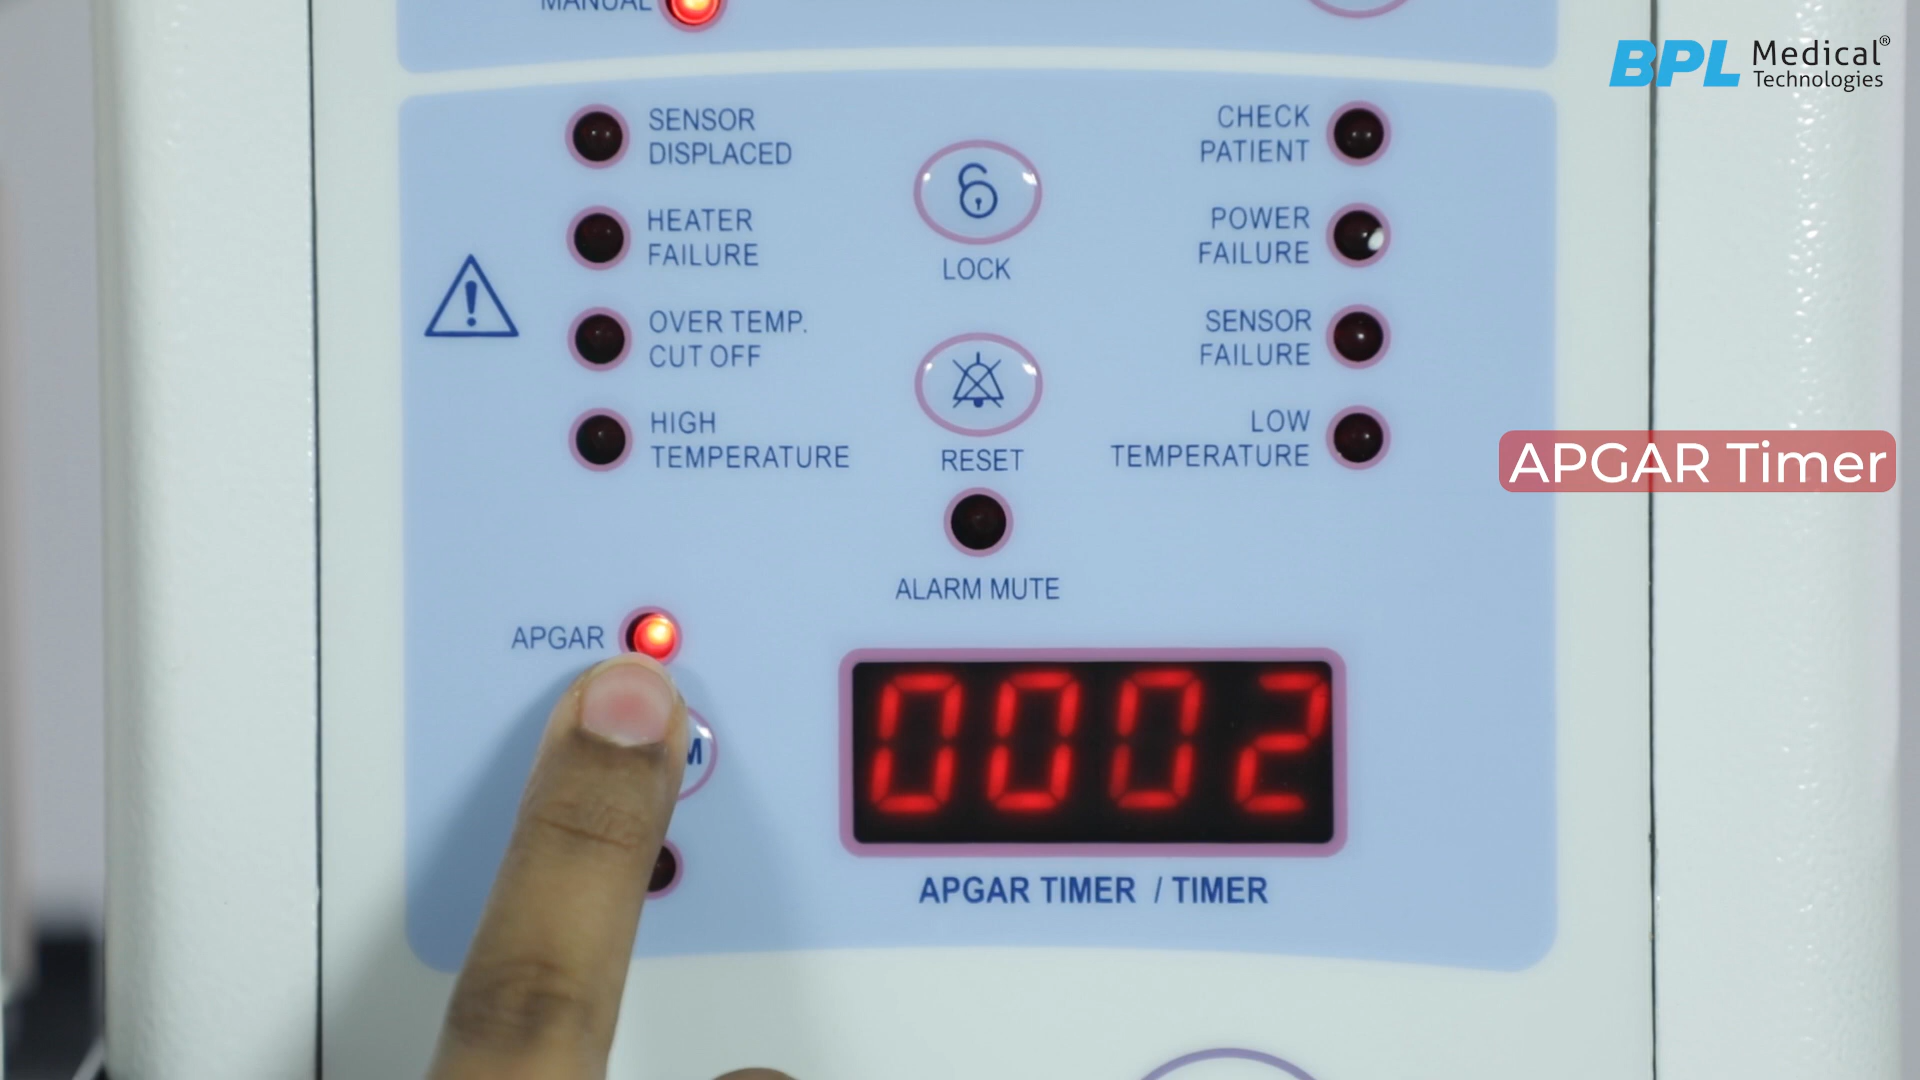 MANUAL
BPL Medical®
Technologies
SENSOR
DISPLACED
HEATER
FAILURE
OVER TEMP.
CUT OFF
HIGH
TEMPERATURE
LOCK
RESET
ALARM MUTE
CHECK
PATIENT
POWER
FAILURE
SENSOR
FAILURE
LOW
TEMPERATURE
APGAR Timer
APGAR
M
0002
APGAR TIMER / TIMER